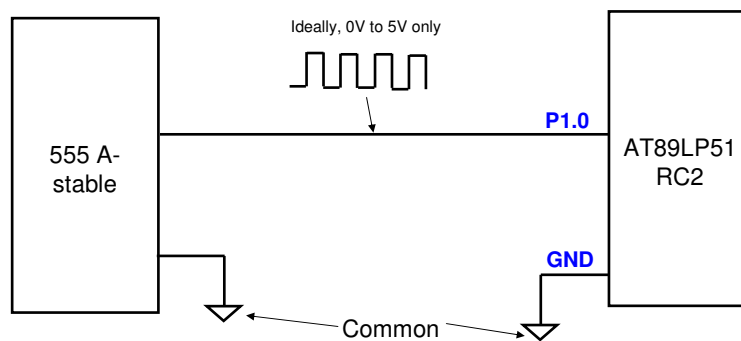 Ideally, 0V to 5V only
P1.0
555 A-
stable
AT89LP51
RC2
GND
Common